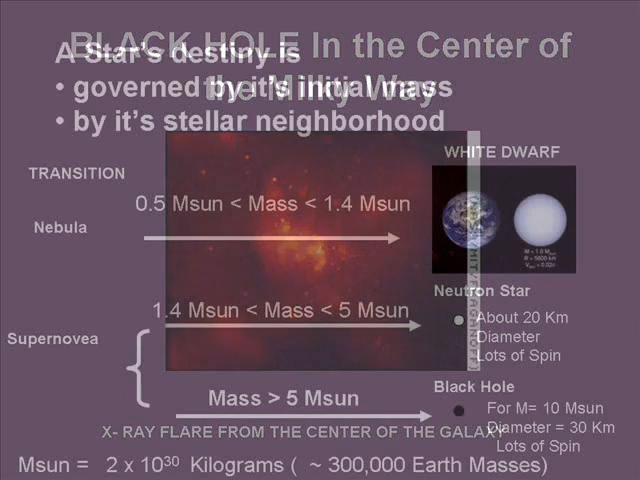 BLACK HOLE In the Center of
the Milky Way
A Star's destiny is
• governed by it's initial mass
• by it's stellar neighborhood
WHITE DWARF
TRANSITION
0.5 Msun < Mass < 1.4 Msun
Nebula
Neutron Star
1.4 Msun < Mass < 5 Msun
About 20 Km
Diameter
Lots of Spin
Supernovea
Black Hole
Mass > 5 Msun
For M= 10 Msun
Diameter = 30 Km
Lots of Spin
X- RAY FLARE FROM THE CENTER OF THE GALAXY
Msun = 2 x 10³⁰ Kilograms ( ~ 300,000 Earth Masses)